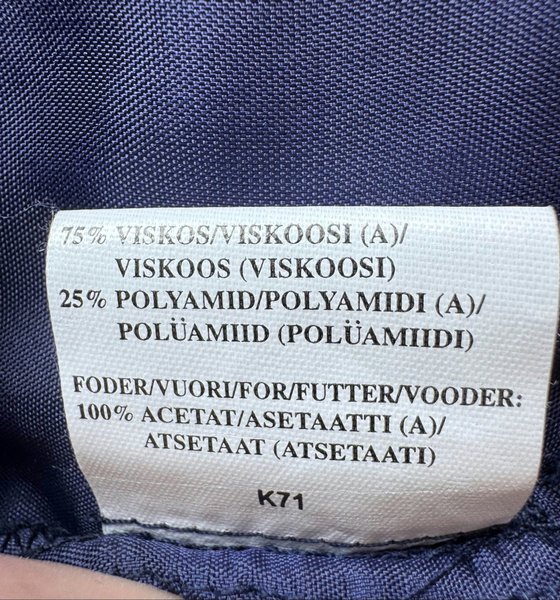 75% VISKOS/VISKOOSI (A)/
VISKOOS (VISKOOSI)
25% POLYAMID/POLYAMIDI (A)/
POLÜAMIID (POLÜAMIIDI)
FODER/VUORI/FOR/FUTTER/VOODER:
100% ACETAT/ASETAATTI (A)/
ATSETAAT (ATSETAATI)
K71